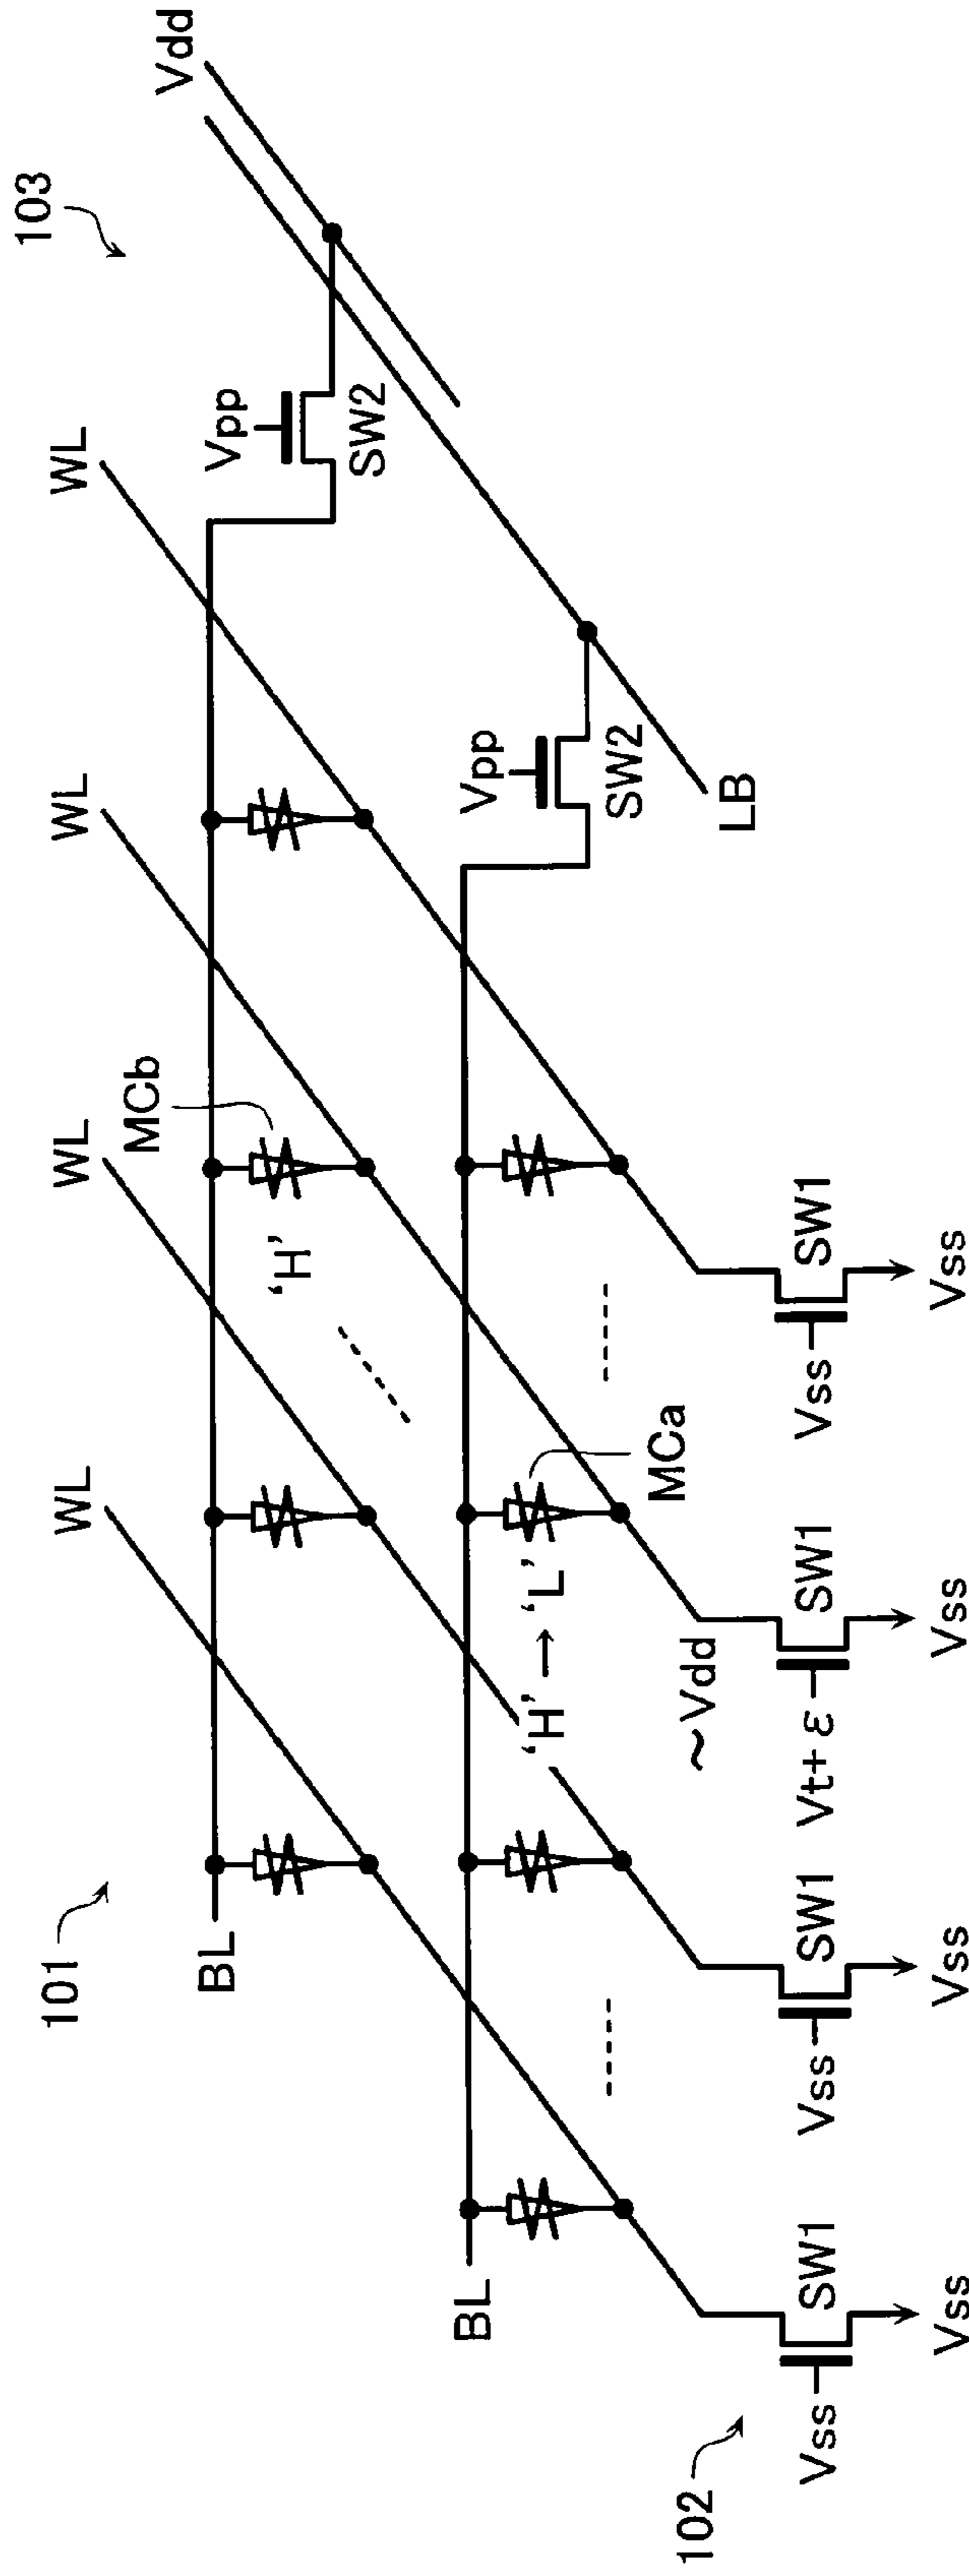 103
Vdd
101
WL
WL
WL
WL
Vpp
SW2
BL
MCb
'H'
Vpp
SW2
LB
BL
'H' → 'L'
MCa
~Vdd
102
Vss
SW1
Vss
Vss
SW1
Vss
Vt+ε
SW1
Vss
Vss
SW1
Vss